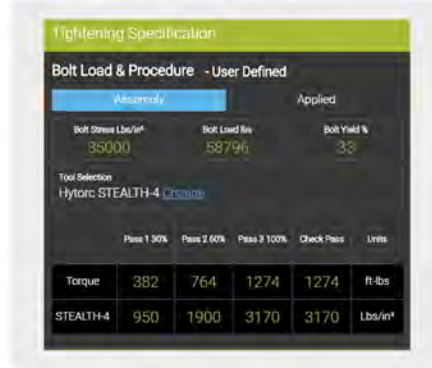 Tightening Specification
Bolt Load & Procedure - User Defined
Assembly Applied
Bolt Stress Lbs/in² Bolt Load lbs Bolt Yield %
35000 58796 33
Tool Selection
Hytorc STEALTH-4 Change
Pass 1 30% Pass 2 60% Pass 3 100% Check Pass Units
Torque 382 764 1274 1274 ft-lbs
STEALTH-4 950 1900 3170 3170 Lbs/in²